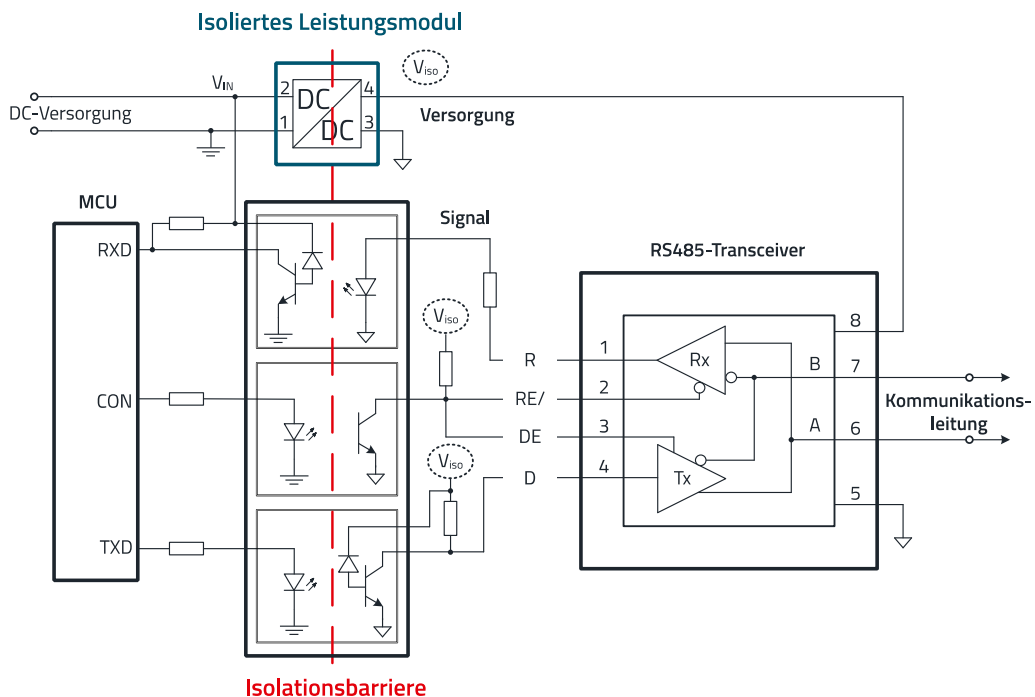 Isoliertes Leistungsmodul
Viso
VIN
2
DC
4
DC-Versorgung
Versorgung
1
DC
3
MCU
Signal
RXD
RS485-Transceiver
Viso
8
1
R
Rx
B
7
CON
RE/
2
Kommunikations-
leitung
DE
3
A
6
Viso
D
4
Tx
5
TXD
Isolationsbarriere